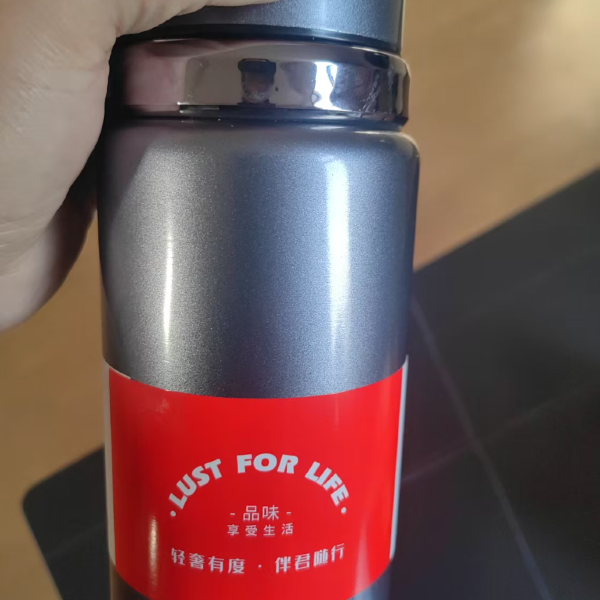 · LUST FOR LIFE ·
- 品味 -
享受生活
轻奢有度 · 伴君随行